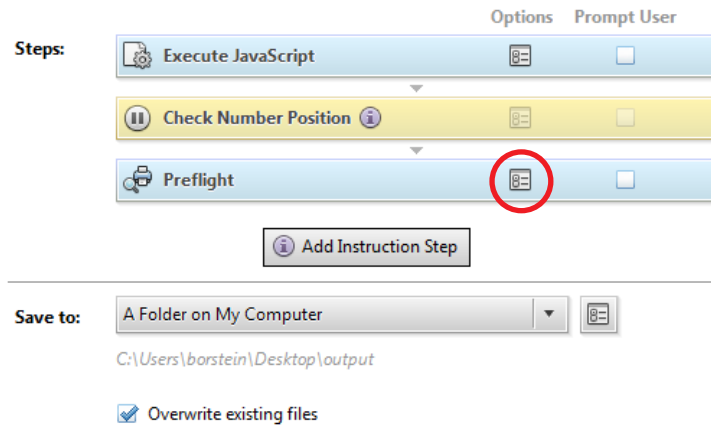 Options Prompt User
Steps:
Execute JavaScript
Check Number Position
Preflight
Add Instruction Step
Save to:
A Folder on My Computer
C:\Users\borstein\Desktop\output
Overwrite existing files